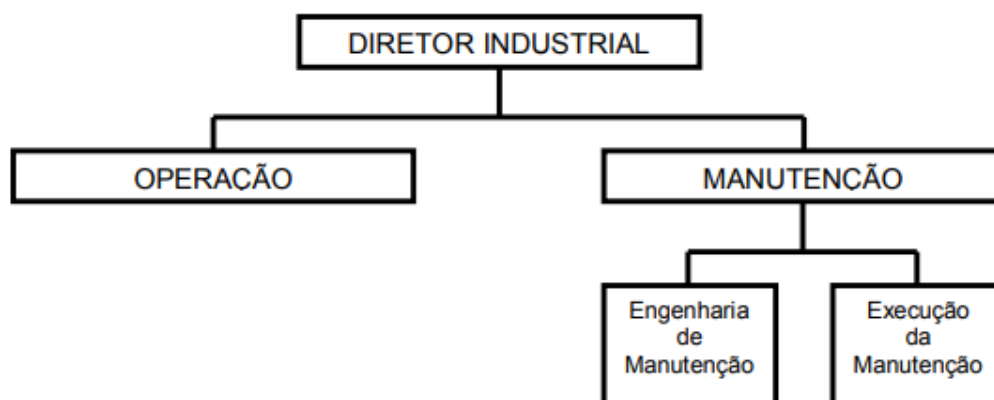 DIRETOR INDUSTRIAL
OPERAÇÃO
MANUTENÇÃO
Engenharia
de
Manutenção
Execução
da
Manutenção